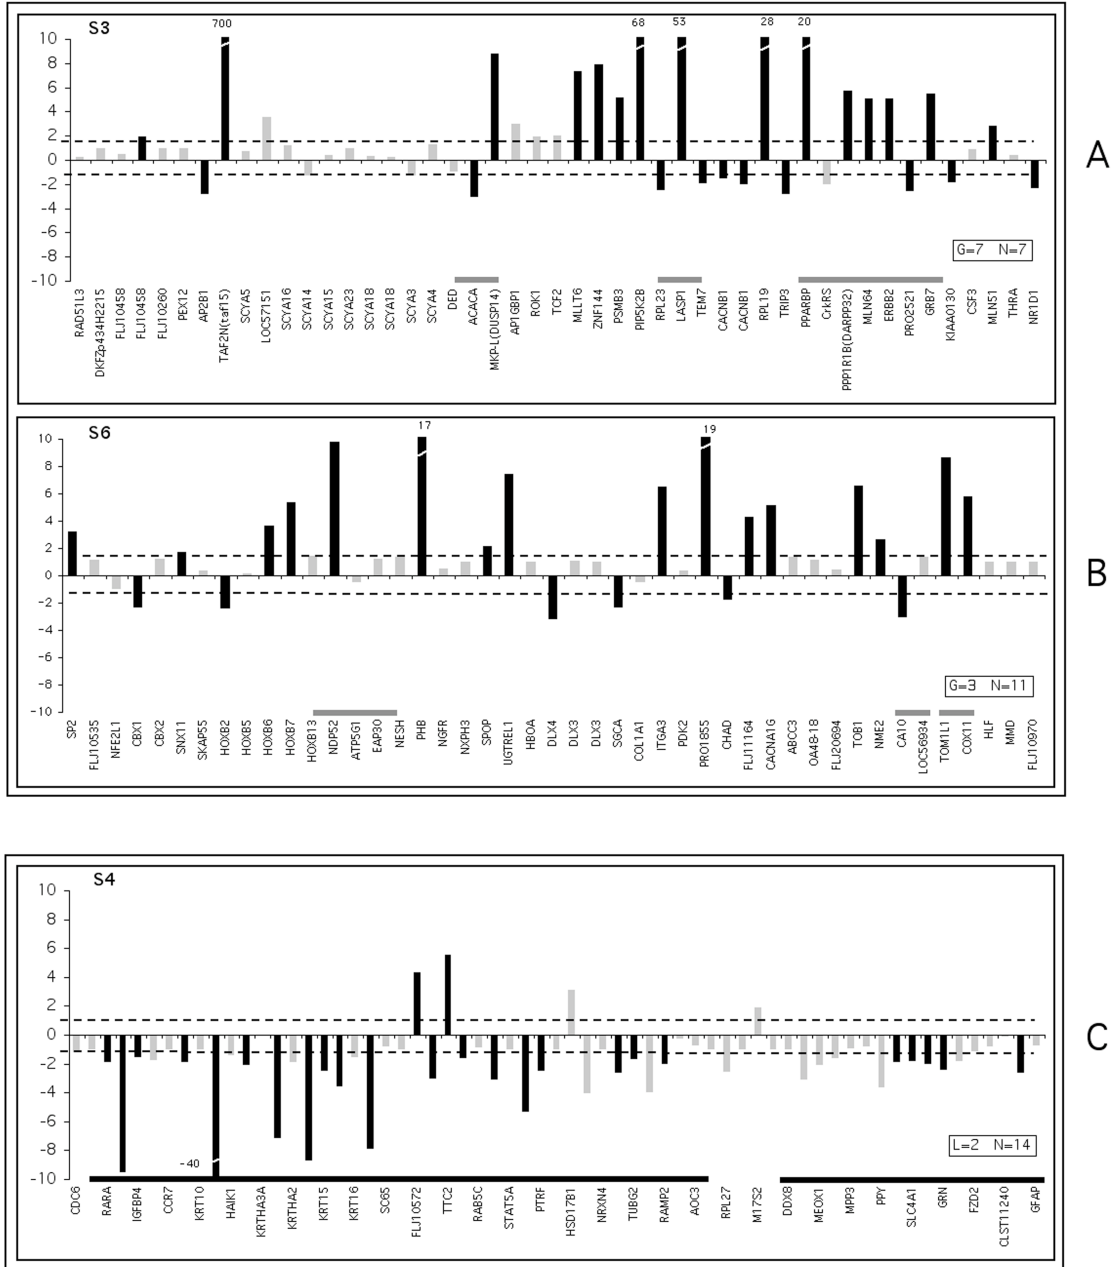 S3
700
68
53
28
20
10
8
6
4
2
0
-2
-4
-6
-8
-10
G=7 N=7
RAD51L3
DKFZp434H2215
FLJ10458
FLJ10458
FLJ10260
PEX12
AP2B1
TAF2N(taf15)
SCYA5
LOC57151
SCYA16
SCYA14
SCYA15
SCYA23
SCYA18
SCYA18
SCYA3
SCYA4
DED
ACACA
MKP-L(DUSP14)
AP1GBP1
ROK1
TCF2
MLLT6
ZNF144
PSMB3
PIP5K2B
RPL23
LASP1
TEM7
CACNB1
CACNB1
RPL19
TRIP3
PPARBP
CrkRS
PPP1R1B(DARPP32)
MLN64
ERBB2
PRO2521
GRB7
KIAA0130
CSF3
MLN51
THRA
NR1D1
A
S6
17
19
10
8
6
4
2
0
-2
-4
-6
-8
-10
G=3 N=11
SP2
FLJ10535
NFE2L1
CBX1
CBX2
SNX11
SKAP55
HOXB2
HOXB5
HOXB6
HOXB7
HOXB13
NDP52
ATP5G1
EAP30
NESH
PHB
NGFR
NXPH3
SPOP
UGTREL1
HBOA
DLX4
DLX3
DLX3
SGCA
COL1A1
ITGA3
PDK2
PRO1855
CHAD
FLJ11164
CACNA1G
ABCC3
OA48-18
FLJ20694
TOB1
NME2
CA10
LOC56934
TOM1L1
COX11
HLF
MMD
FLJ10970
B
S4
10
8
6
4
2
0
-2
-4
-6
-8
-10
-40
L=2 N=14
CDC6
RARA
IGFBP4
CCR7
KRT10
HAIK1
KRTHA3A
KRTHA2
KRT15
KRT16
SC65
FLJ10572
TTC2
RAB5C
STAT5A
PTRF
HSD17B1
NRXN4
TUBG2
RAMP2
AOC3
RPL27
M17S2
DDX8
MEOX1
MPP3
PPY
SLC4A1
GRN
FZD2
CLST11240
GFAP
C